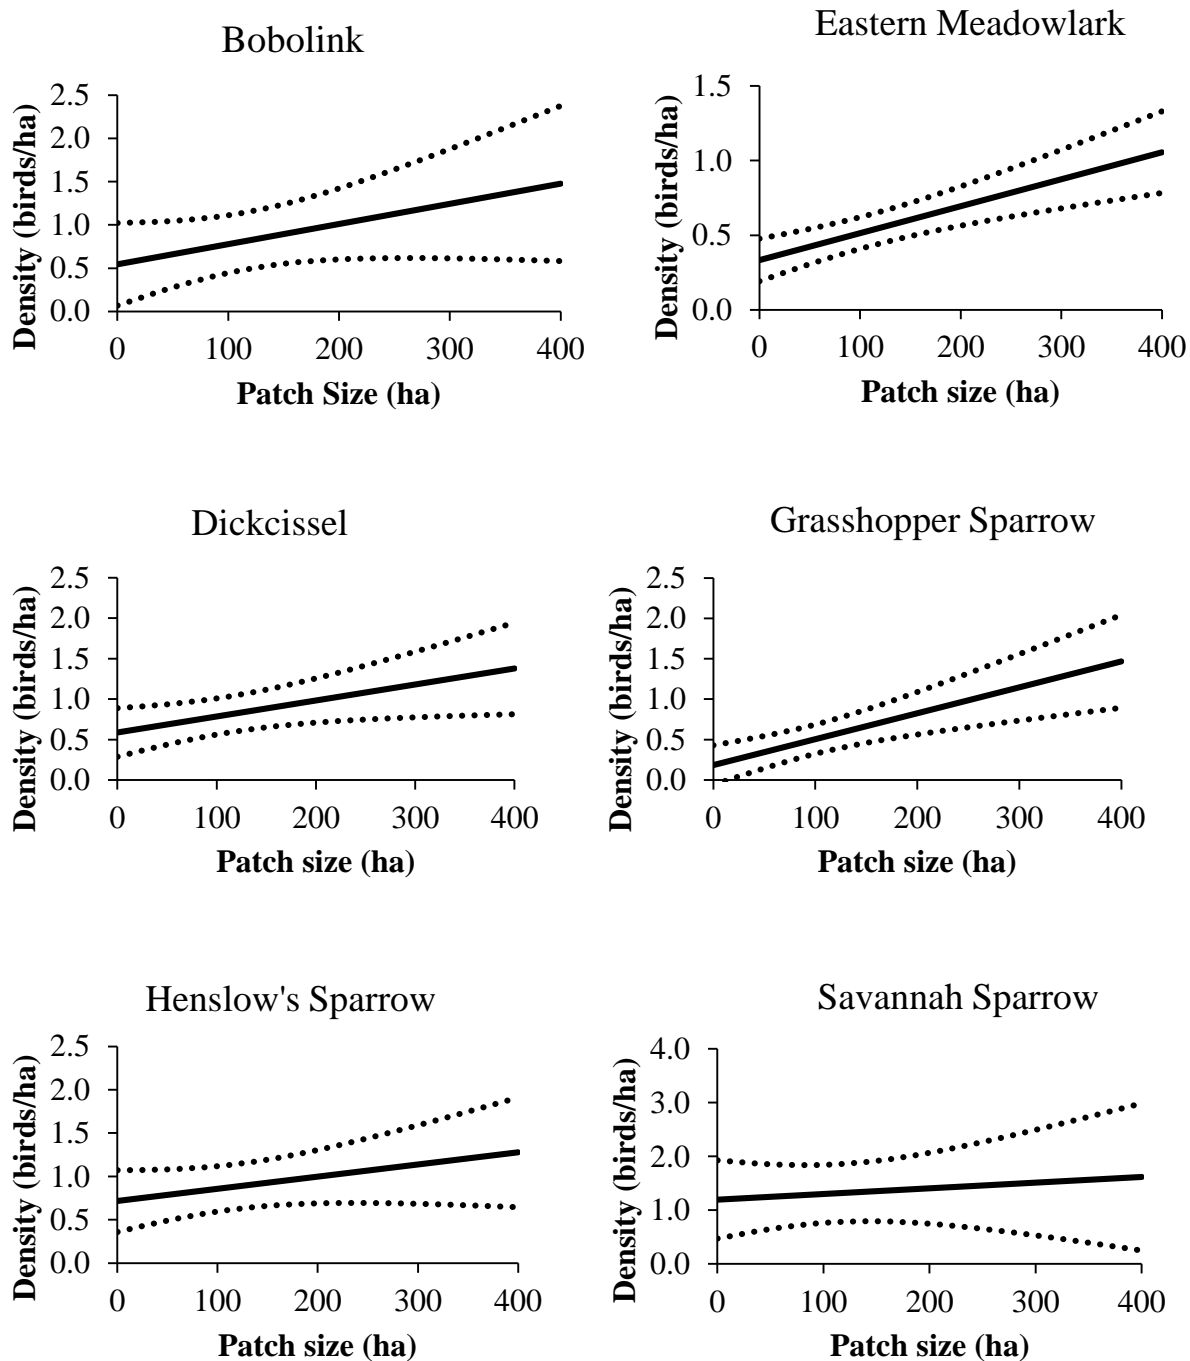 Bobolink
Density (birds/ha)
2.5
2.0
1.5
1.0
0.5
0.0
0 100 200 300 400
Patch Size (ha)
Eastern Meadowlark
Density (birds/ha)
1.5
1.0
0.5
0.0
0 100 200 300 400
Patch size (ha)
Dickcissel
Density (birds/ha)
2.5
2.0
1.5
1.0
0.5
0.0
0 100 200 300 400
Patch size (ha)
Grasshopper Sparrow
Density (birds/ha)
2.5
2.0
1.5
1.0
0.5
0.0
0 100 200 300 400
Patch size (ha)
Henslow's Sparrow
Density (birds/ha)
2.5
2.0
1.5
1.0
0.5
0.0
0 100 200 300 400
Patch size (ha)
Savannah Sparrow
Density (birds/ha)
4.0
3.0
2.0
1.0
0.0
0 100 200 300 400
Patch size (ha)